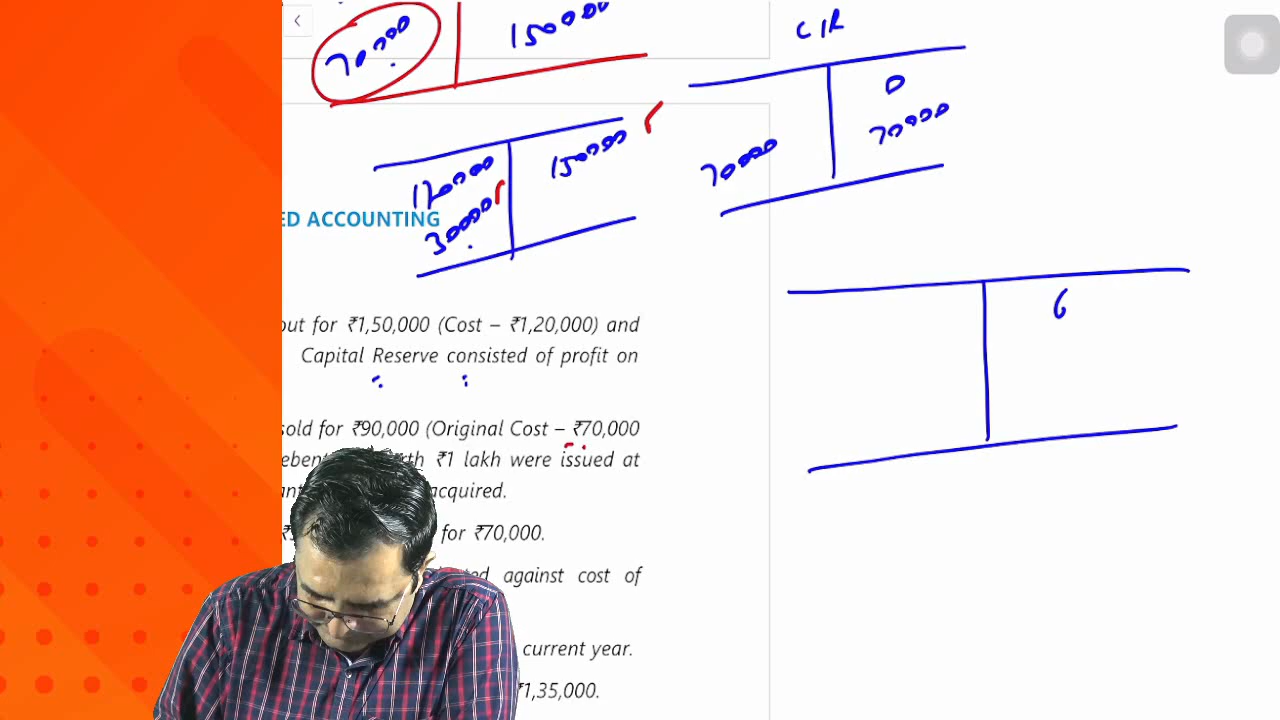 70000
150000
C/R
0
70000
70000
120000
150000
30000
ED ACCOUNTING
6
out for ₹1,50,000 (Cost – ₹1,20,000) and
Capital Reserve consisted of profit on
sold for ₹90,000 (Original Cost – ₹70,000
₹1 lakh were issued at
acquired.
for ₹70,000.
against cost of
current year.
₹1,35,000.